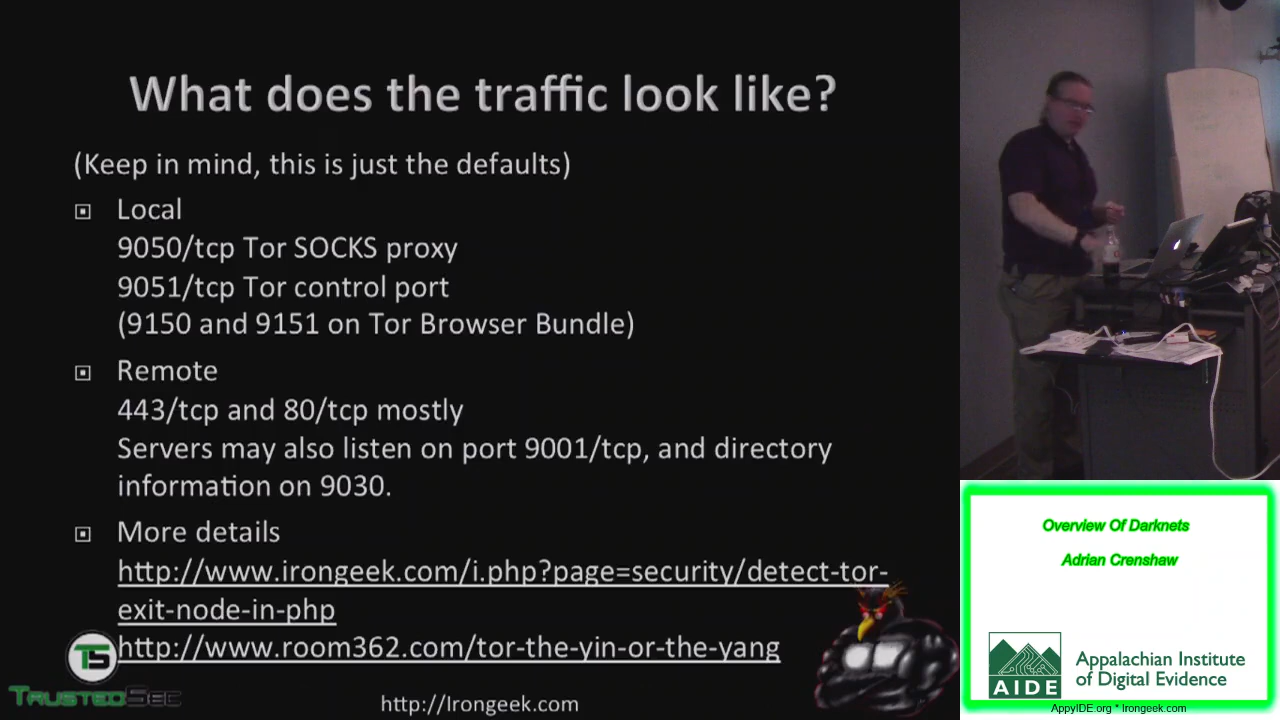 What does the traffic look like?
(Keep in mind, this is just the defaults)
Local
9050/tcp Tor SOCKS proxy
9051/tcp Tor control port
(9150 and 9151 on Tor Browser Bundle)
Remote
443/tcp and 80/tcp mostly
Servers may also listen on port 9001/tcp, and directory
information on 9030.
More details
http://www.irongeek.com/i.php?page=security/detect-tor-
exit-node-in-php
http://www.room362.com/tor-the-yin-or-the-yang
TS
TRUSTEDSEC
http://Irongeek.com
Overview Of Darknets
Adrian Crenshaw
AIDE
Appalachian Institute
of Digital Evidence
AppyIDE.org * Irongeek.com